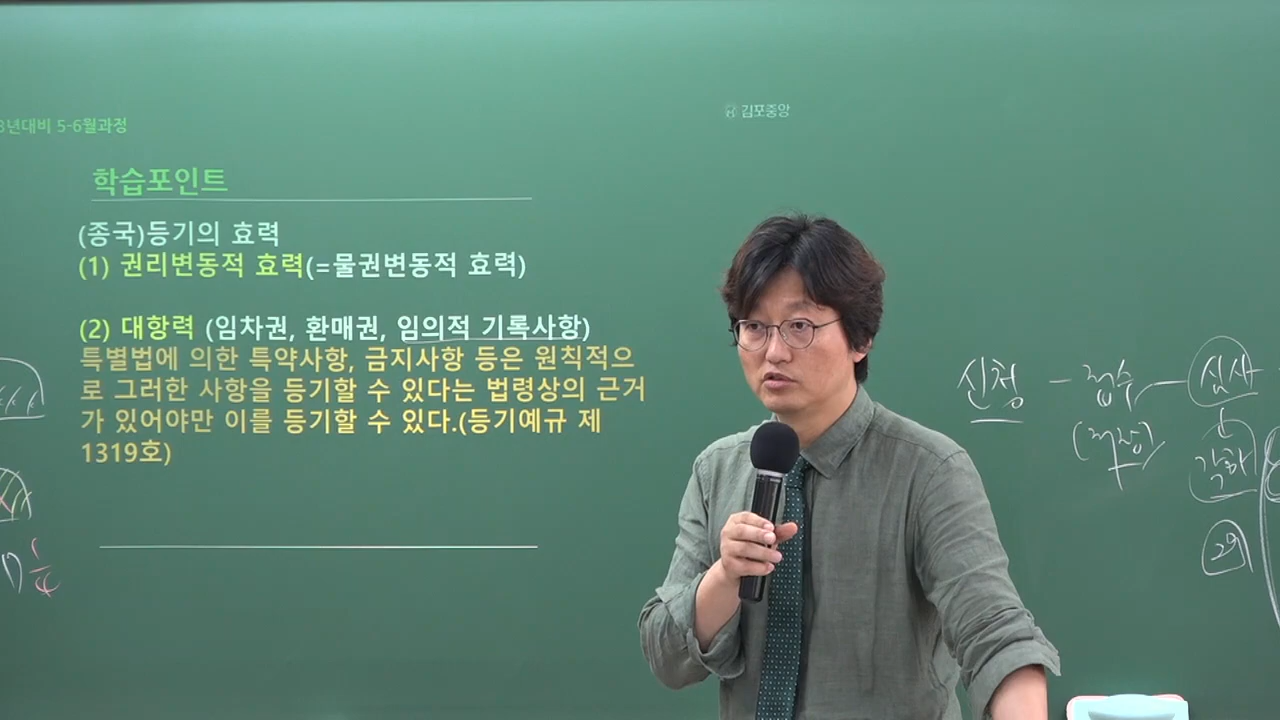 김포중앙
3년대비 5-6월과정
학습포인트
(종국)등기의 효력
(1) 권리변동적 효력(=물권변동적 효력)
(2) 대항력 (임차권, 환매권, 임의적 기록사항)
특별법에 의한 특약사항, 금지사항 등은 원칙적으
로 그러한 사항을 등기할 수 있다는 법령상의 근거
가 있어야만 이를 등기할 수 있다.(등기예규 제
1319호)
신청 - 접수 - 심사
각하
29